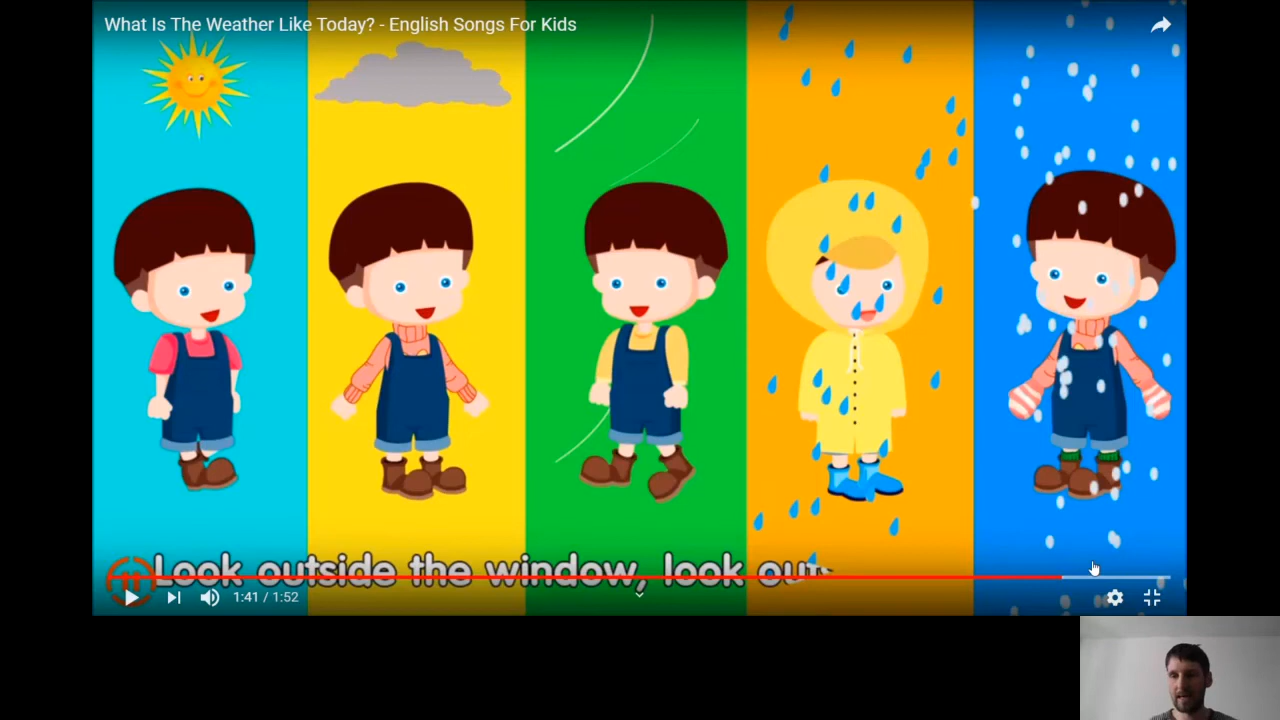 What Is The Weather Like Today? - English Songs For Kids
Look outside the window, look out
1:41 / 1:52